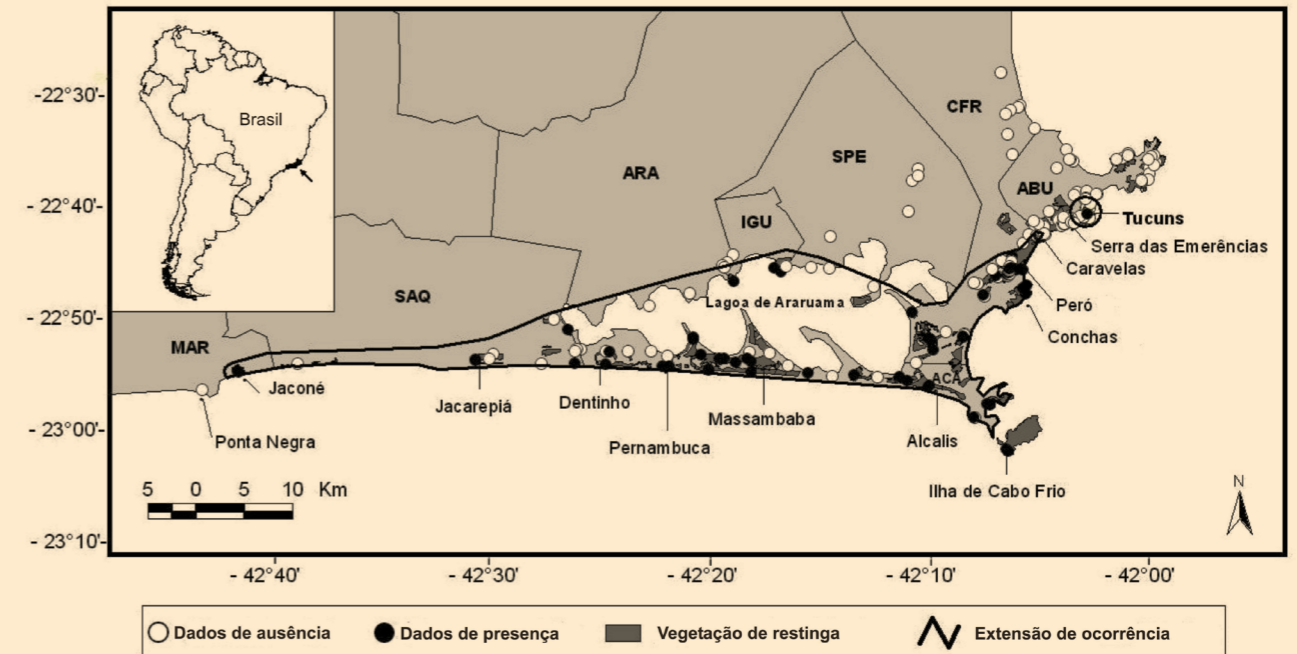 Brasil
-22°30'-
- 22°40'-
- 22°50'-
- 23°00'-
- 23°10'-
CFR
SPE
ARA
ABU
IGU
Tucuns
Serra das Emerências
Caravelas
SAQ
Lagoa de Araruama
Peró
Conchas
MAR
Jaconé
ACA
Jacarepiá
Dentinho
Massambaba
Ponta Negra
Pernambuca
Alcalis
Ilha de Cabo Frio
5 0 5 10 Km
N
- 42°40' - 42°30' - 42°20' - 42°10' - 42°00'
Dados de ausência Dados de presença Vegetação de restinga Extensão de ocorrência